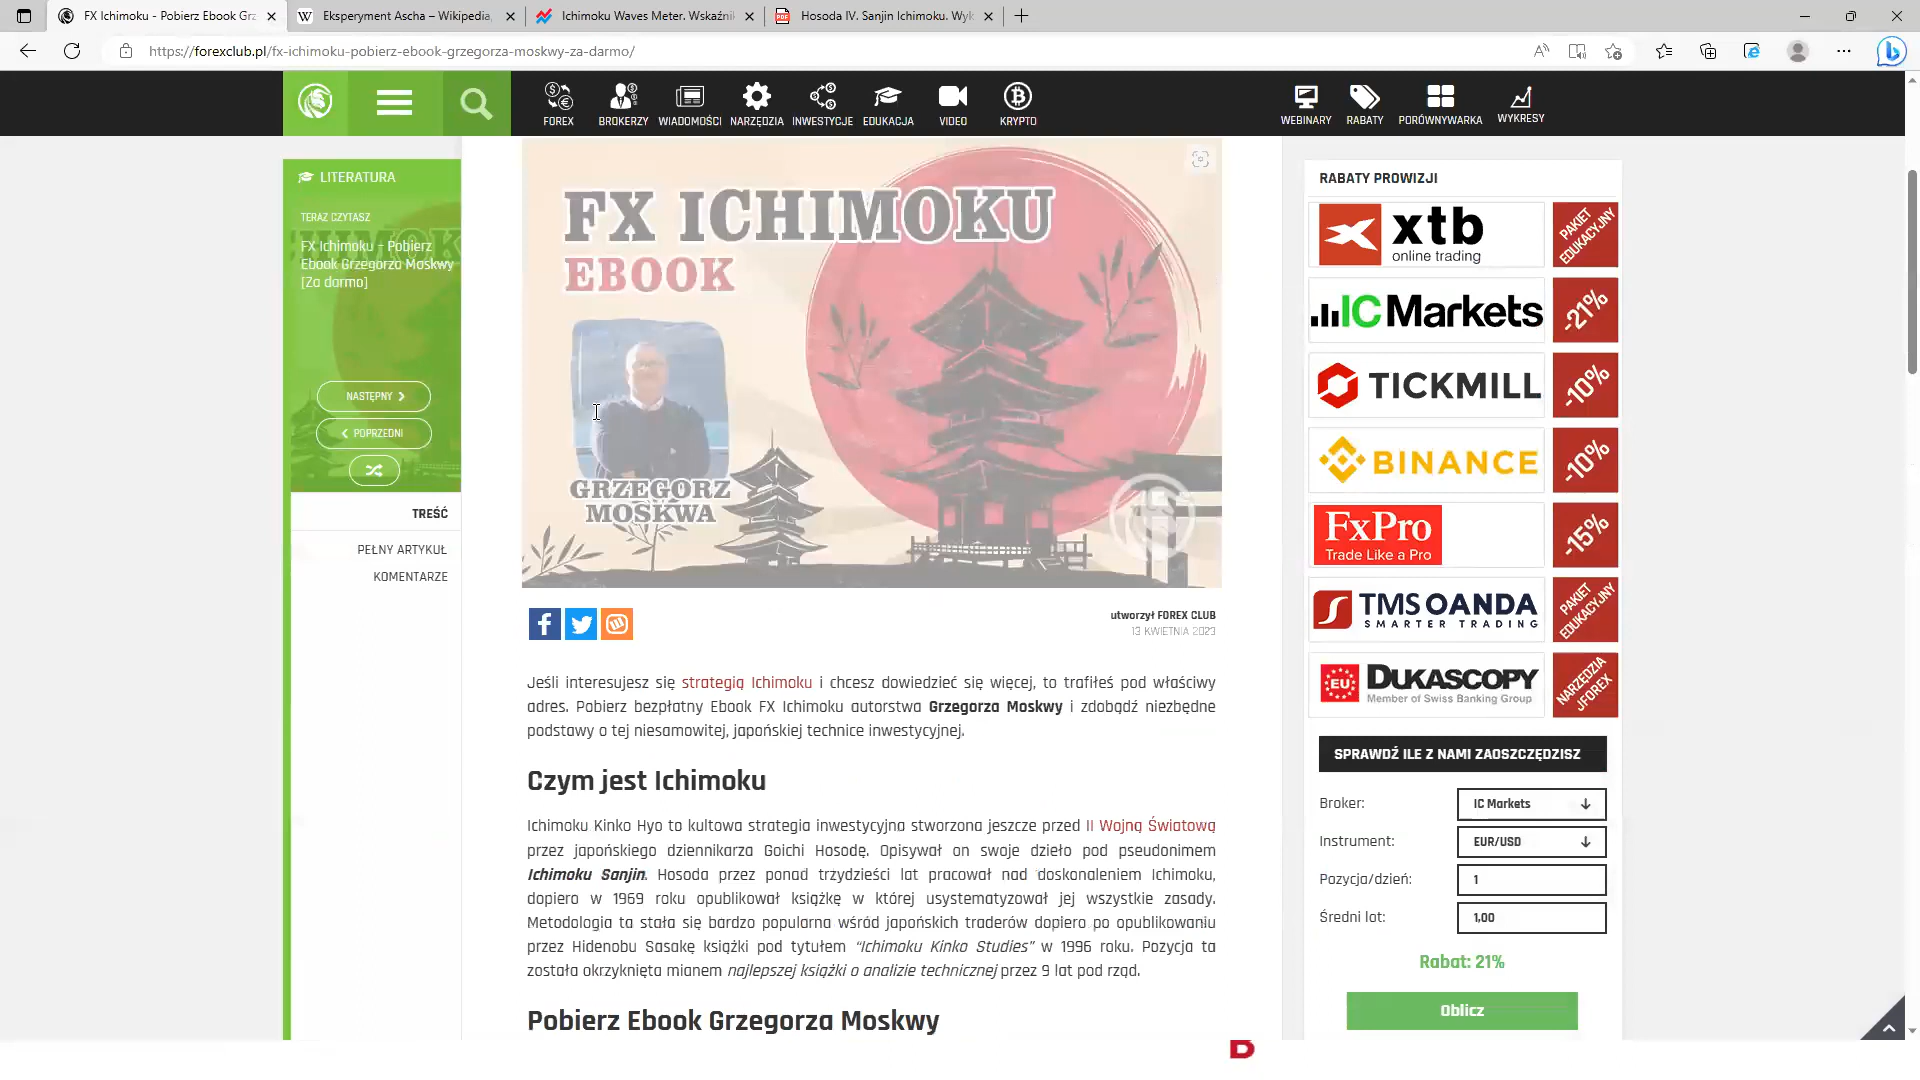 FX Ichimoku - Pobierz Ebook Grz
Eksperyment Ascha – Wikipedia,
Ichimoku Waves Meter. Wskaźnik
Hosoda IV. Sanjin Ichimoku. Wyk
https://forexclub.pl/fx-ichimoku-pobierz-ebook-grzegorza-moskwy-za-darmo/
FOREX
BROKERZY
WIADOMOŚCI
NARZĘDZIA
INWESTYCJE
EDUKACJA
VIDEO
KRYPTO
WEBINARY
RABATY
PORÓWNYWARKA
WYKRESY
LITERATURA
TERAZ CZYTASZ
FX Ichimoku – Pobierz
Ebook Grzegorza Moskwy
[Za darmo]
NASTĘPNY
POPRZEDNI
TREŚĆ
PEŁNY ARTYKUŁ
KOMENTARZE
FX ICHIMOKU
EBOOK
GRZEGORZ
MOSKWA
utworzył FOREX CLUB
13 KWIETNIA 2023
Jeśli interesujesz się strategią Ichimoku i chcesz dowiedzieć się więcej, to trafiłeś pod właściwy
adres. Pobierz bezpłatny Ebook FX Ichimoku autorstwa Grzegorza Moskwy i zdobądź niezbędne
podstawy o tej niesamowitej, japońskiej technice inwestycyjnej.
Czym jest Ichimoku
Ichimoku Kinko Hyo to kultowa strategia inwestycyjna stworzona jeszcze przed II Wojną Światową
przez japońskiego dziennikarza Goichi Hosodę. Opisywał on swoje dzieło pod pseudonimem
Ichimoku Sanjin. Hosoda przez ponad trzydzieści lat pracował nad doskonaleniem Ichimoku,
dopiero w 1969 roku opublikował książkę w której usystematyzował jej wszystkie zasady.
Metodologia ta stała się bardzo popularna wśród japońskich traderów dopiero po opublikowaniu
przez Hidenobu Sasakę książki pod tytułem “Ichimoku Kinko Studies” w 1996 roku. Pozycja ta
została okrzyknięta mianem najlepszej książki o analizie technicznej przez 9 lat pod rząd.
Pobierz Ebook Grzegorza Moskwy
RABATY PROWIZJI
xtb
online trading
PAKIET
EDUKACYJNY
IC Markets
-21%
TICKMILL
-10%
BINANCE
-10%
FxPro
Trade Like a Pro
-15%
TMS OANDA
SMARTER TRADING
PAKIET
EDUKACYJNY
EU
DUKASCOPY
Member of Swiss Banking Group
NARZĘDZIA
JFOREX
SPRAWDŹ ILE Z NAMI ZAOSZCZĘDZISZ
Broker:
IC Markets
Instrument:
EUR/USD
Pozycja/dzień:
1
Średni lot:
1,00
Rabat: 21%
Oblicz